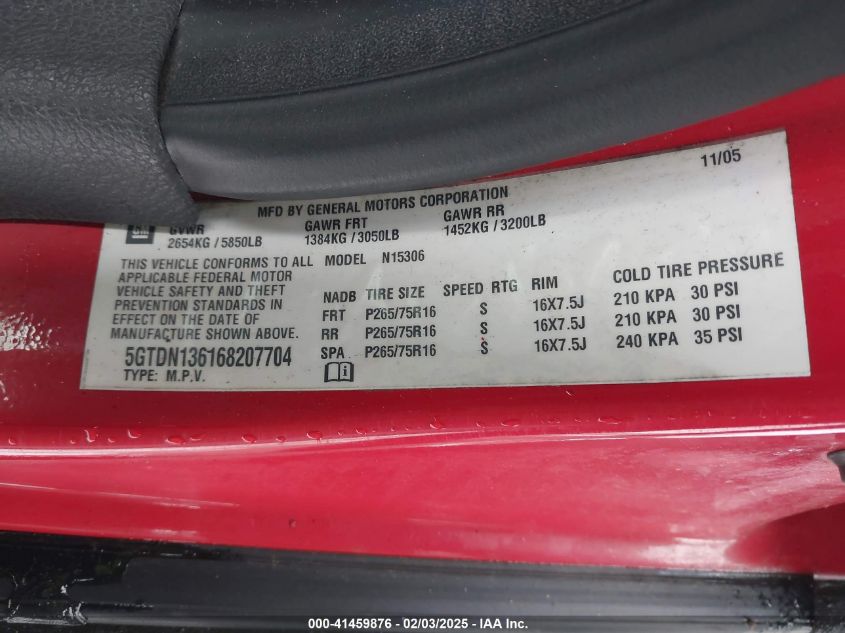 11/05
MFD BY GENERAL MOTORS CORPORATION
GM
GVWR GAWR FRT GAWR RR
2654KG / 5850LB 1384KG / 3050LB 1452KG / 3200LB
THIS VEHICLE CONFORMS TO ALL
APPLICABLE FEDERAL MOTOR
VEHICLE SAFETY AND THEFT
PREVENTION STANDARDS IN
EFFECT ON THE DATE OF
MANUFACTURE SHOWN ABOVE.
5GTDN136168207704
TYPE: M.P.V.
MODEL N15306
NADB TIRE SIZE SPEED RTG RIM COLD TIRE PRESSURE
FRT P265/75R16 S 16X7.5J 210 KPA 30 PSI
RR P265/75R16 S 16X7.5J 210 KPA 30 PSI
SPA P265/75R16 S 16X7.5J 240 KPA 35 PSI
000-41459876 - 02/03/2025 - IAAI.COM